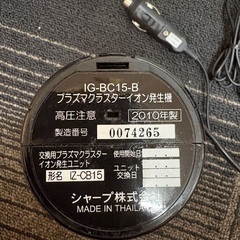 IG-BC15-B
プラズマクラスターイオン発生機
高圧注意 2010年製
製造番号 0074265
交換用プラズマクラスター
イオン発生ユニット
形名 IZ-CB15
使用開始日
ユニット
交換日
シャープ株式会社
MADE IN THAILAND